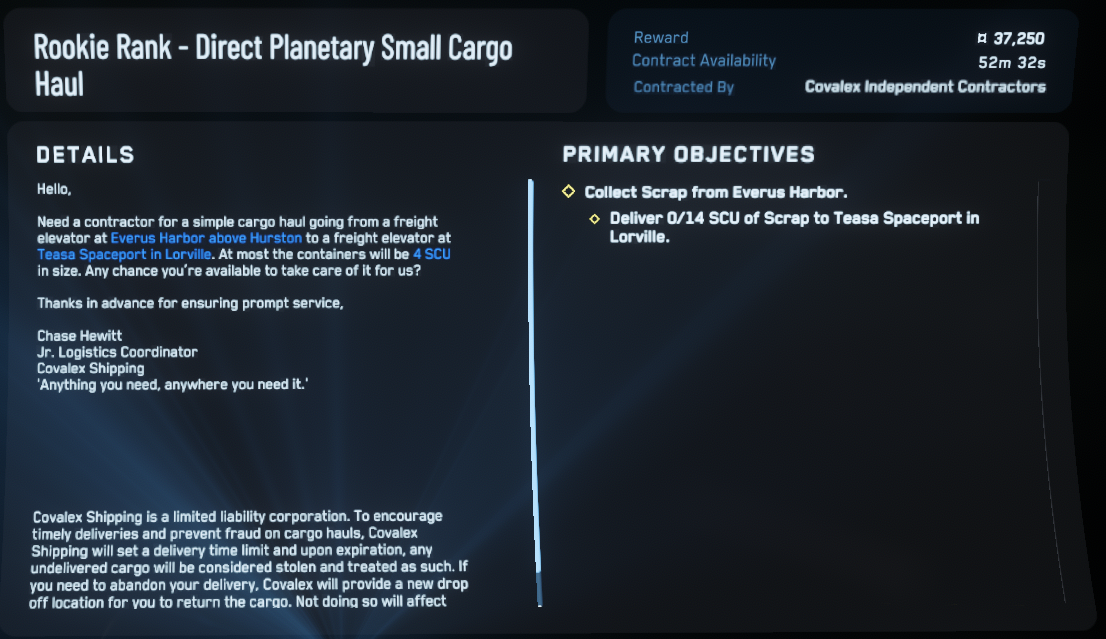 Rookie Rank - Direct Planetary Small Cargo
Haul
Reward ¤ 37,250
Contract Availability 52m 32s
Contracted By Covalex Independent Contractors
DETAILS
Hello,
Need a contractor for a simple cargo haul going from a freight
elevator at Everus Harbor above Hurston to a freight elevator at
Teasa Spaceport in Lorville. At most the containers will be 4 SCU
in size. Any chance you're available to take care of it for us?
Thanks in advance for ensuring prompt service,
Chase Hewitt
Jr. Logistics Coordinator
Covalex Shipping
'Anything you need, anywhere you need it.'
Covalex Shipping is a limited liability corporation. To encourage
timely deliveries and prevent fraud on cargo hauls, Covalex
Shipping will set a delivery time limit and upon expiration, any
undelivered cargo will be considered stolen and treated as such. If
you need to abandon your delivery, Covalex will provide a new drop
off location for you to return the cargo. Not doing so will affect
PRIMARY OBJECTIVES
Collect Scrap from Everus Harbor.
Deliver 0/14 SCU of Scrap to Teasa Spaceport in
Lorville.